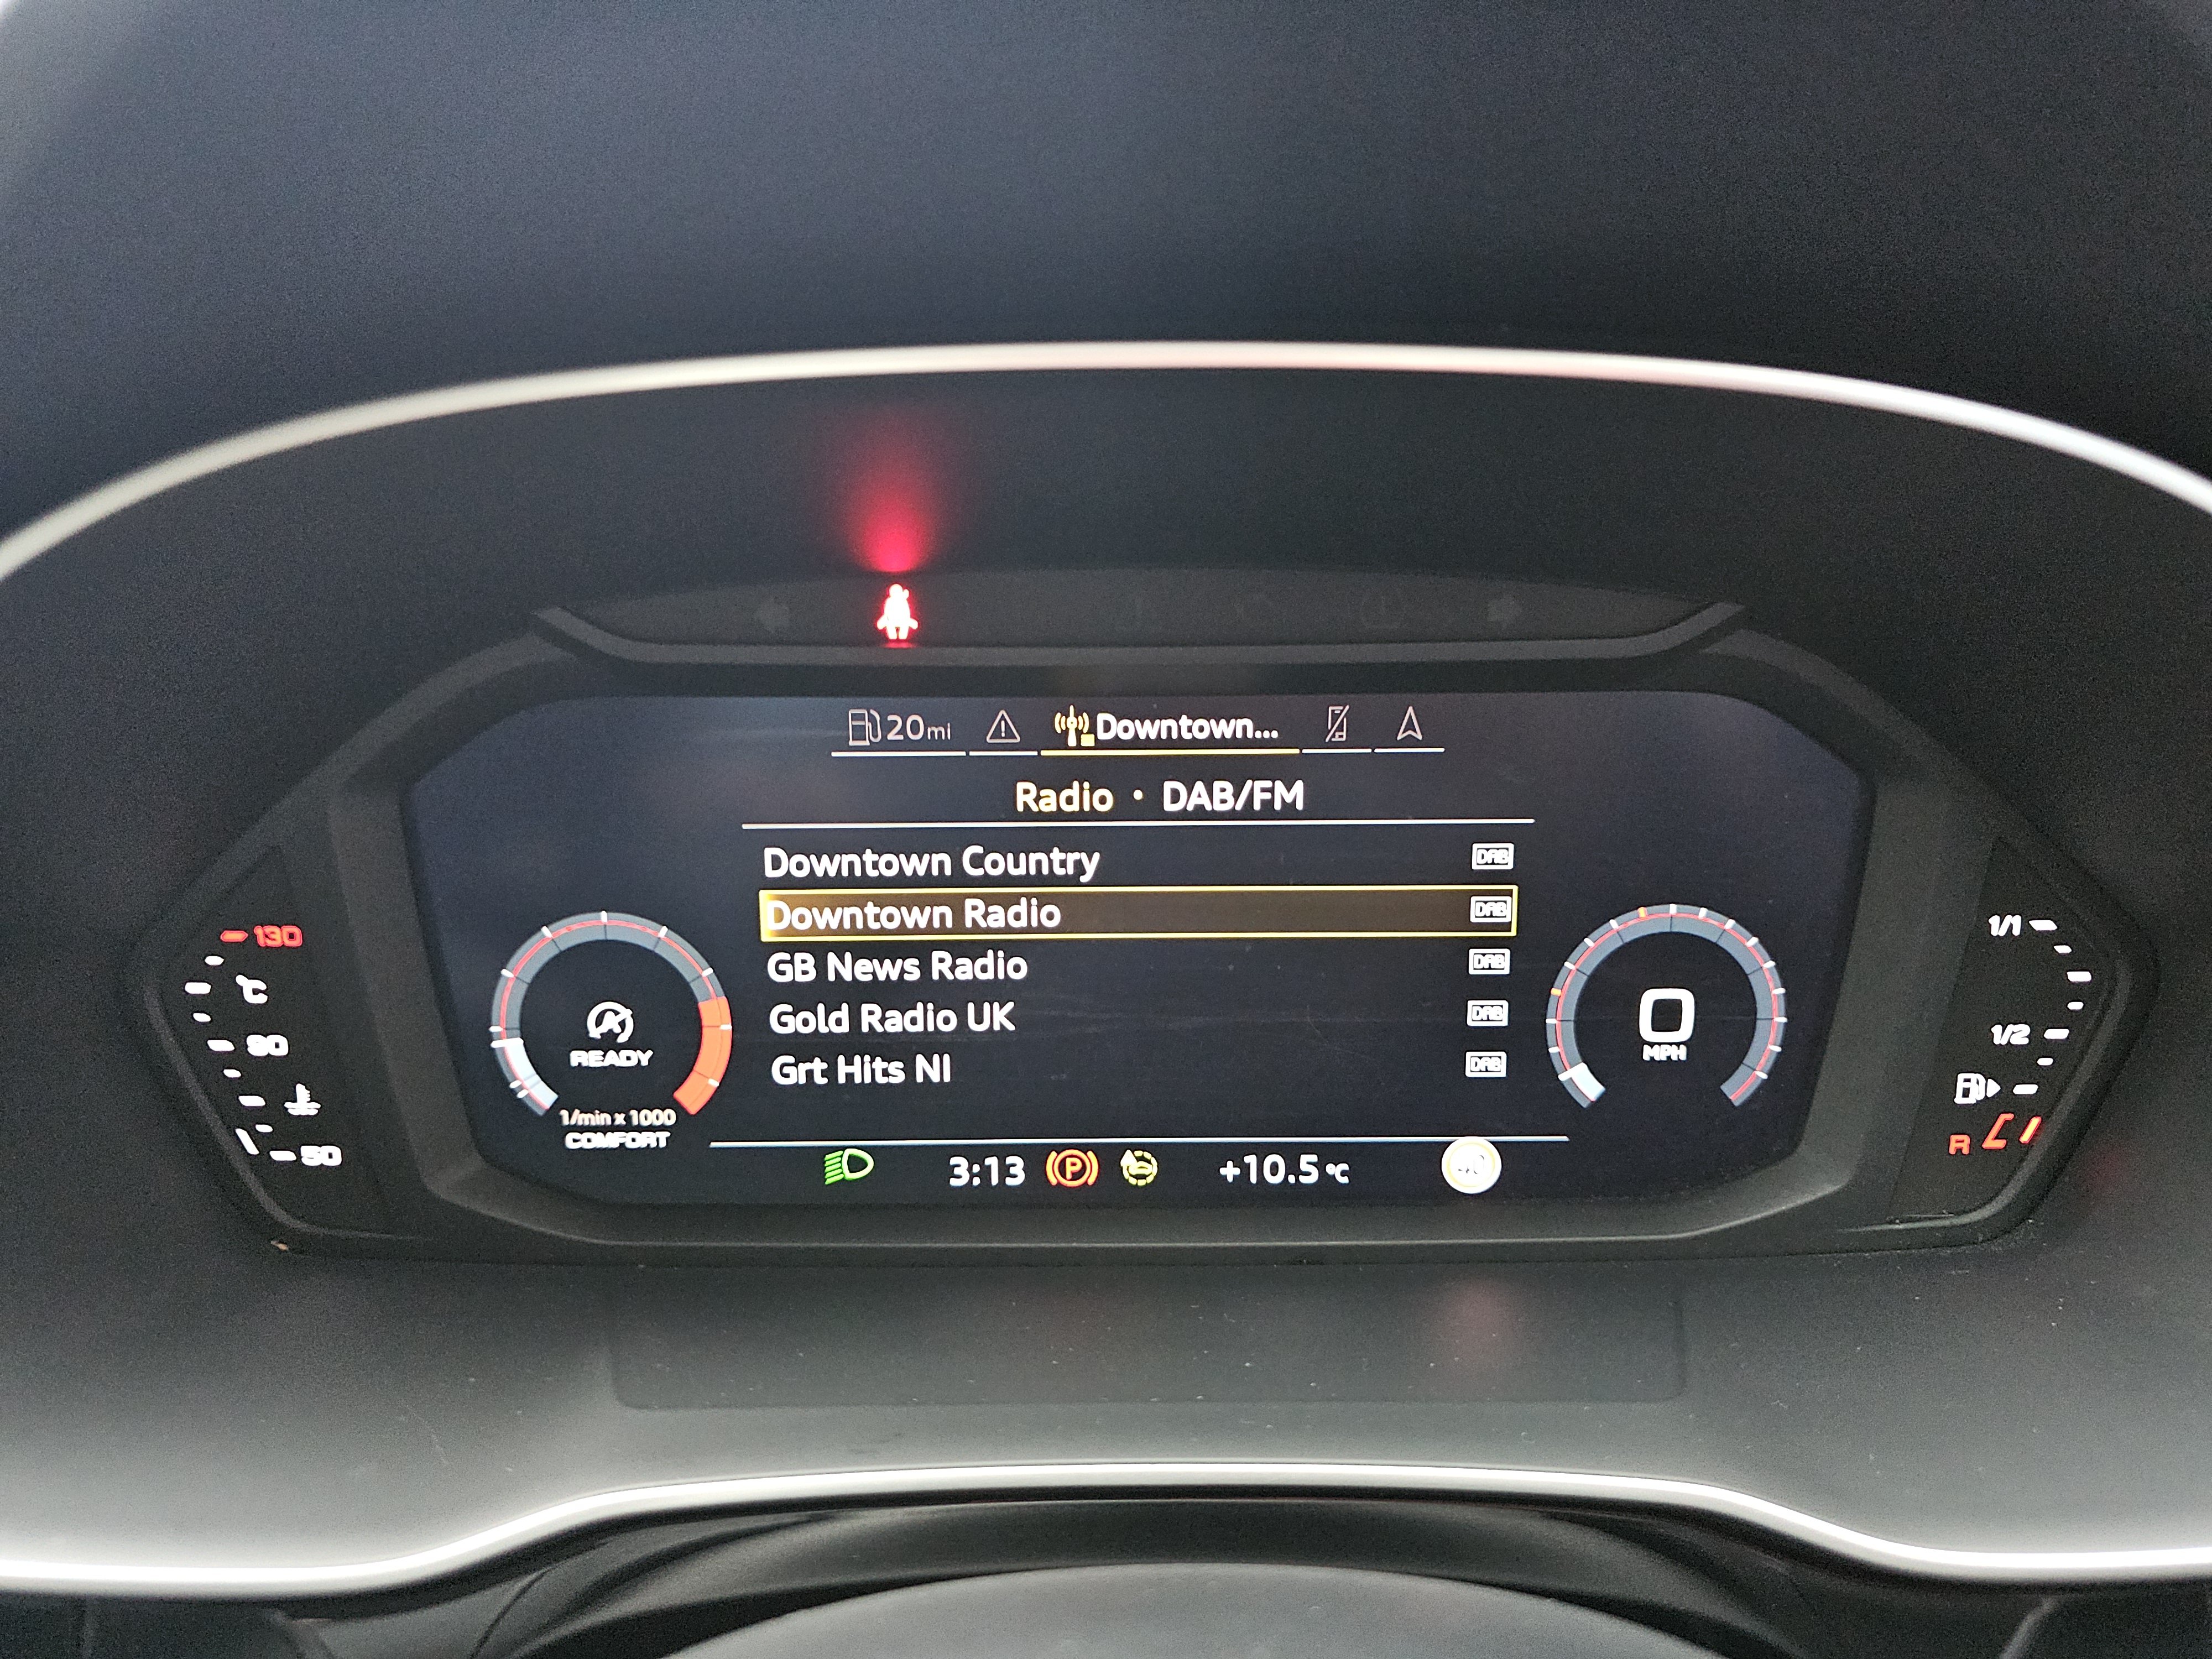 20mi Downtown...
Radio • DAB/FM
Downtown Country DAB
Downtown Radio DAB
GB News Radio DAB
Gold Radio UK DAB
Grt Hits NI DAB
130
°C
90
50
A
READY
1/min x 1000
COMFORT
0
MPH
1/1
1/2
R
3:13 P +10.5°C